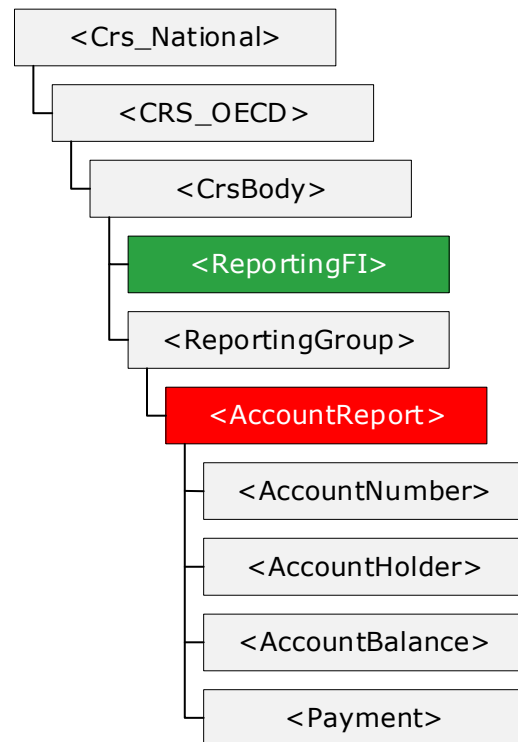 <Crs_National>
<CRS_OECD>
<CrsBody>
<ReportingFI>
<ReportingGroup>
<AccountReport>
<AccountNumber>
<AccountHolder>
<AccountBalance>
<Payment>